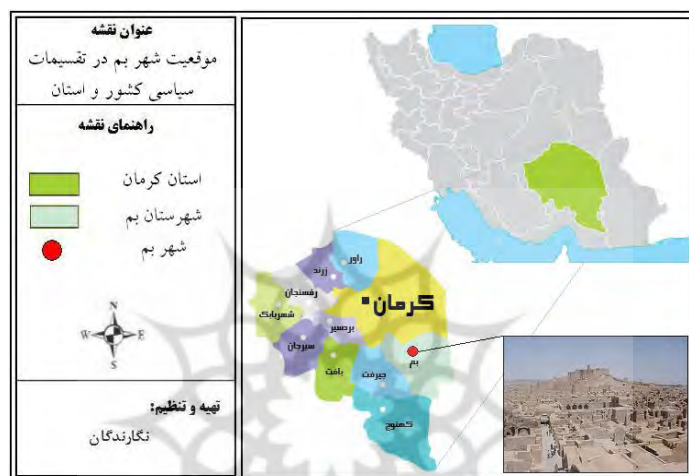 عنوان نقشه
موقعیت شهر بم در تقسیمات
سیاسی کشور و استان
راهنمای نقشه
استان کرمان
شهرستان بم
شهر بم
N
W
E
S
تهیه و تنظیم:
نگارندگان
راور
زرند
رفسنجان
شهربابک
کرمان
بردسیر
سیرجان
بم
بافت
جیرفت
کهنوج